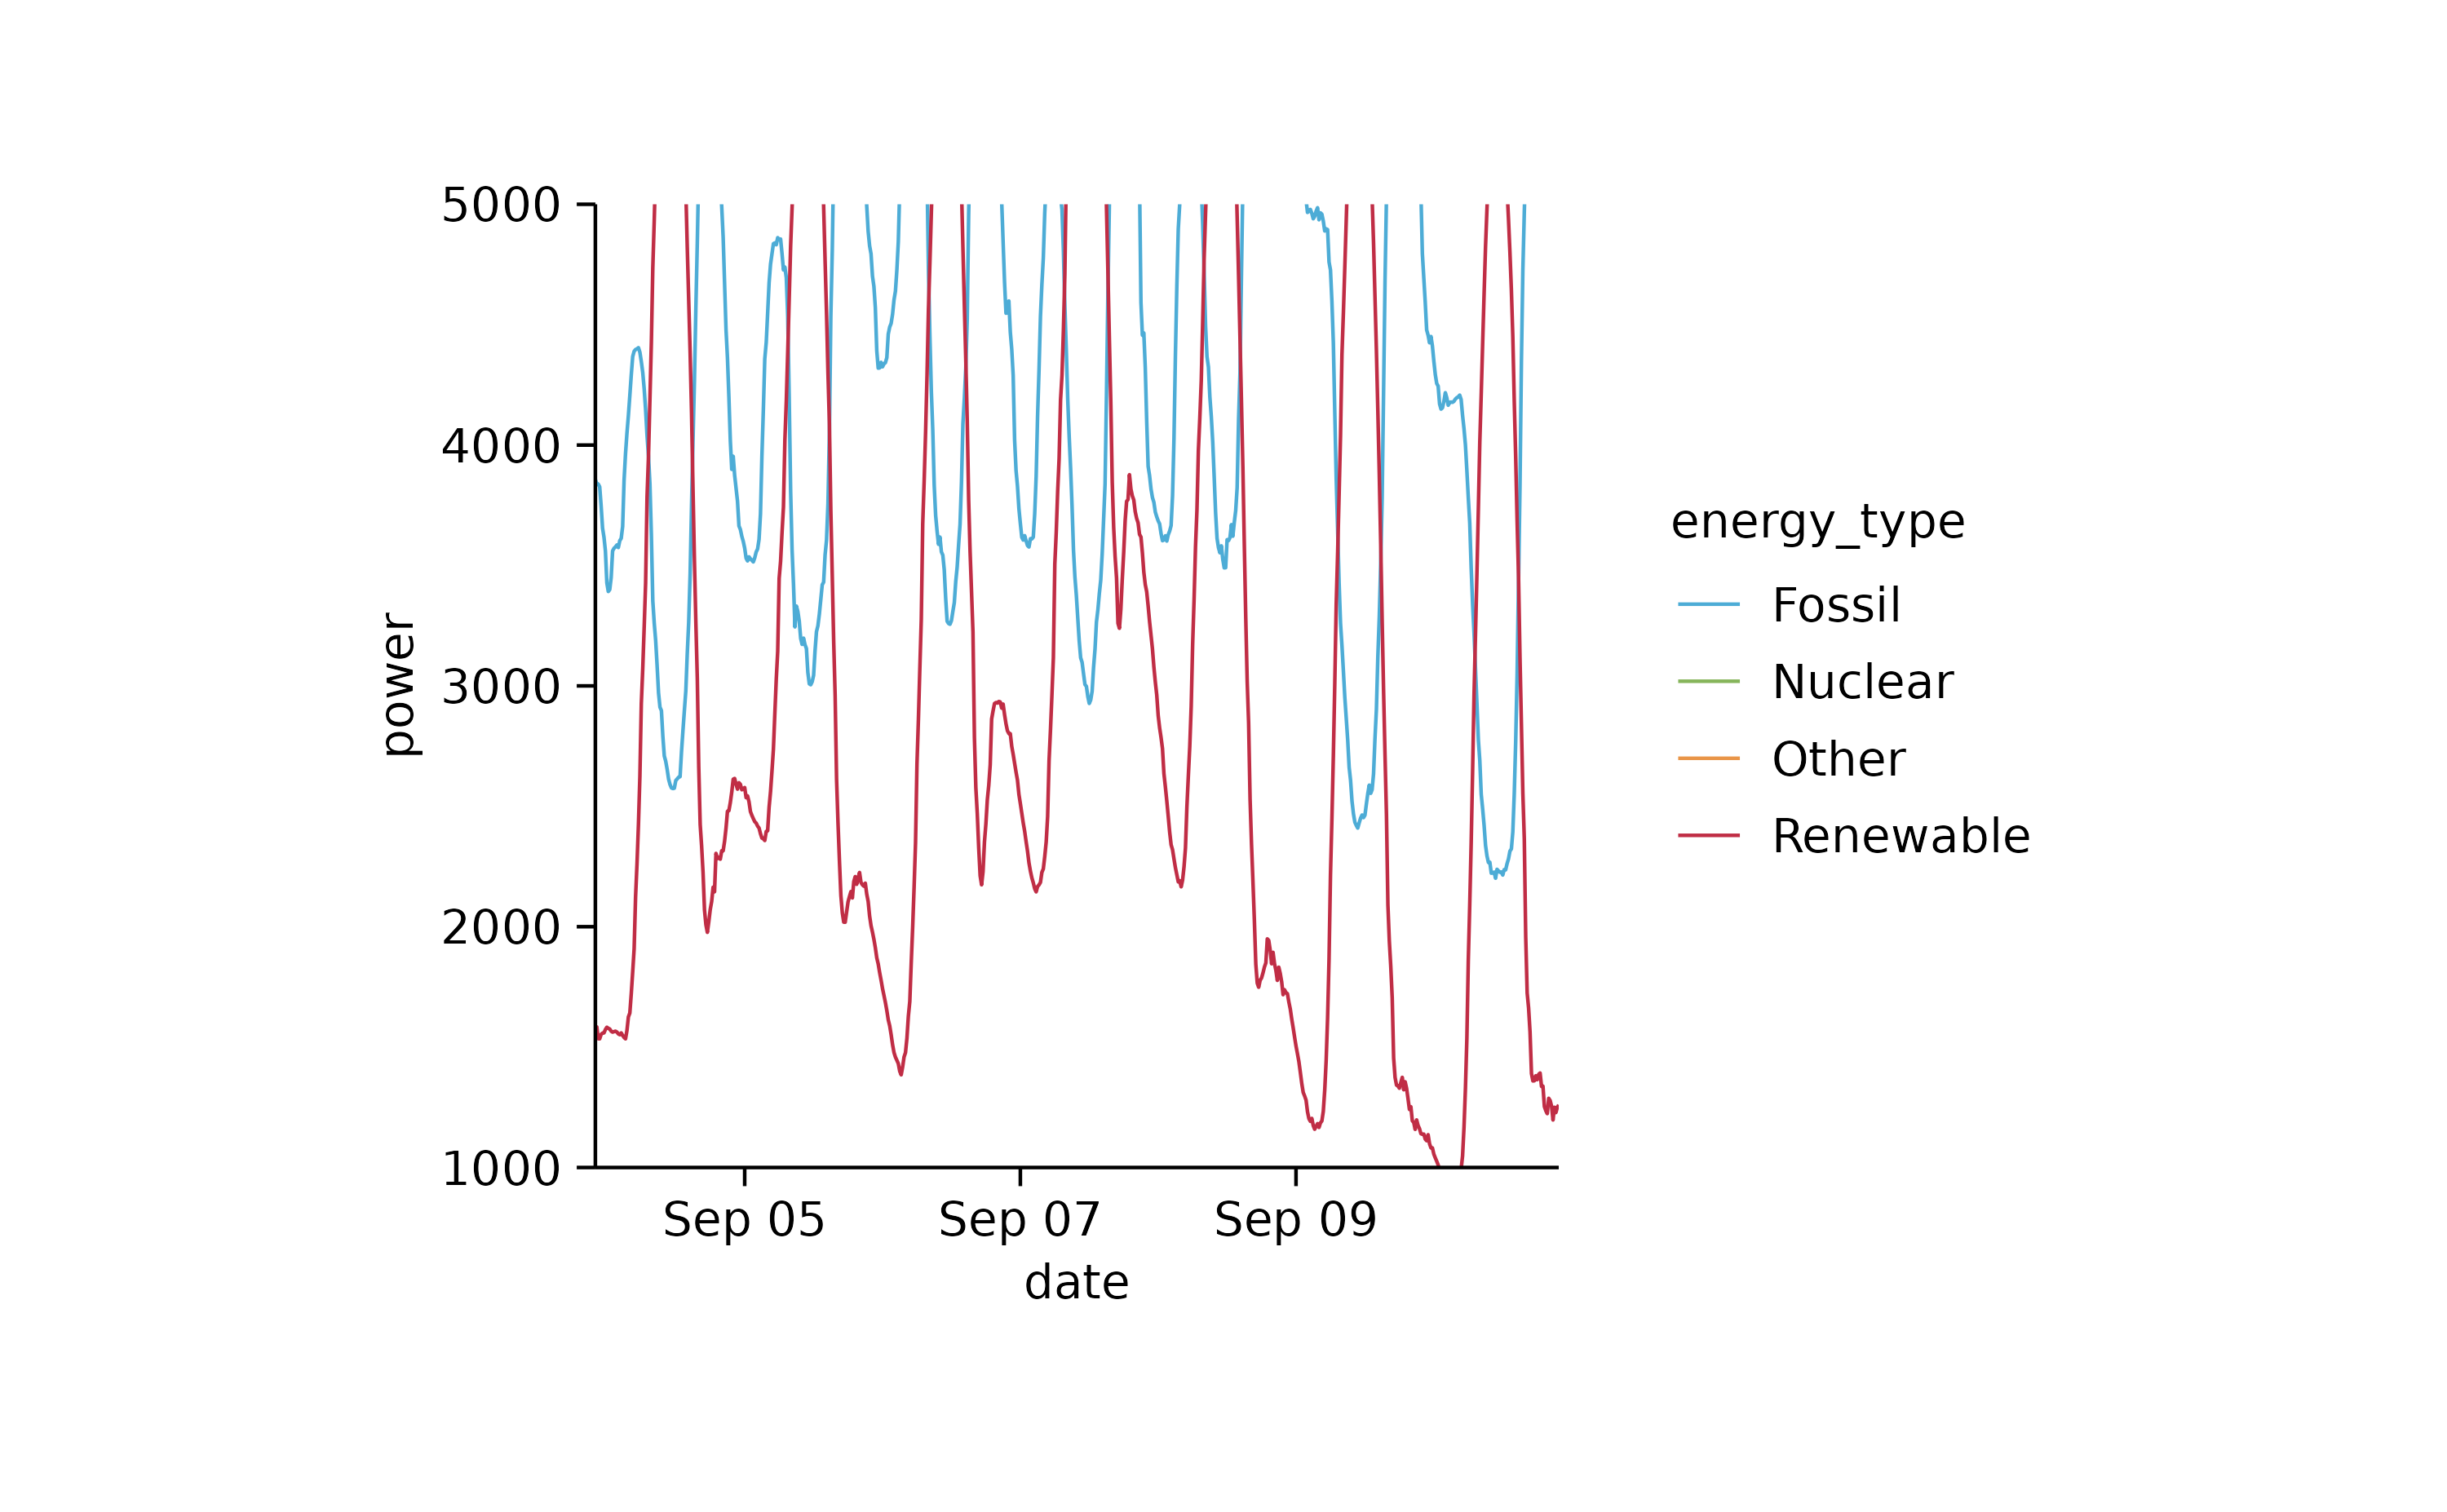 5000
4000
3000
2000
1000
power
Sep 05
Sep 07
Sep 09
date
energy_type
Fossil
Nuclear
Other
Renewable